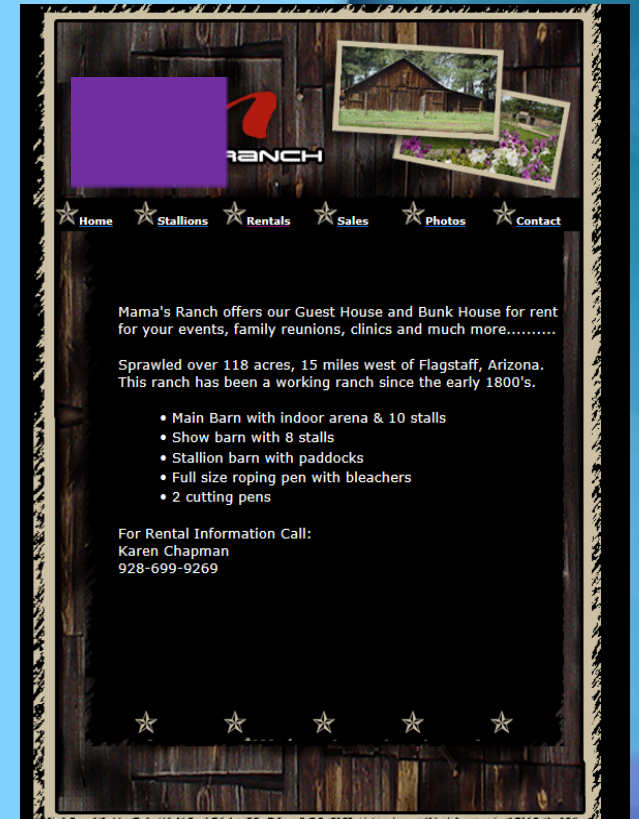 RANCH
Home Stallions Rentals Sales Photos Contact
Mama's Ranch offers our Guest House and Bunk House for rent
for your events, family reunions, clinics and much more..........
Sprawled over 118 acres, 15 miles west of Flagstaff, Arizona.
This ranch has been a working ranch since the early 1800's.
• Main Barn with indoor arena & 10 stalls
• Show barn with 8 stalls
• Stallion barn with paddocks
• Full size roping pen with bleachers
• 2 cutting pens
For Rental Information Call:
Karen Chapman
928-699-9269